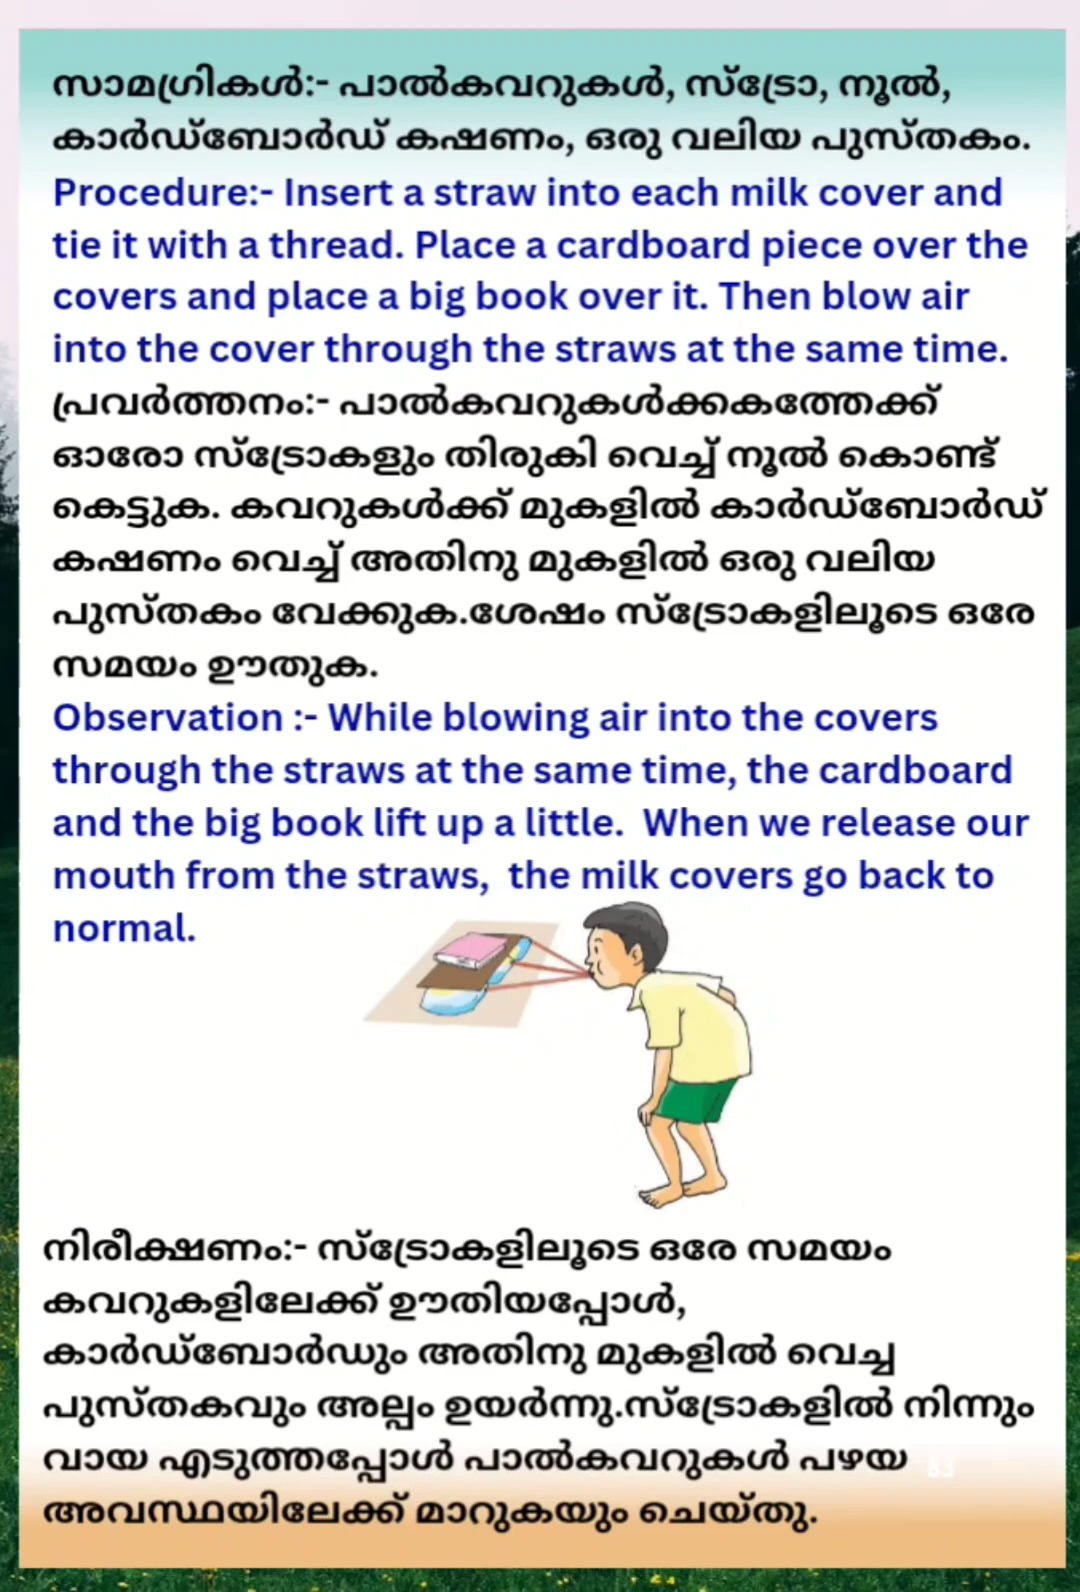 സാമഗ്രികൾ:- പാൽകവറുകൾ, സ്ട്രോ, നൂൽ,
കാർഡ്ബോർഡ് കഷണം, ഒരു വലിയ പുസ്തകം.
Procedure:- Insert a straw into each milk cover and
tie it with a thread. Place a cardboard piece over the
covers and place a big book over it. Then blow air
into the cover through the straws at the same time.
പ്രവർത്തനം:- പാൽകവറുകൾക്കകത്തേക്ക്
ഓരോ സ്ട്രോകളും തിരുകി വെച്ച് നൂൽ കൊണ്ട്
കെട്ടുക. കവറുകൾക്ക് മുകളിൽ കാർഡ്ബോർഡ്
കഷണം വെച്ച് അതിനു മുകളിൽ ഒരു വലിയ
പുസ്തകം വേക്കുക.ശേഷം സ്ട്രോകളിലൂടെ ഒരേ
സമയം ഊതുക.
Observation :- While blowing air into the covers
through the straws at the same time, the cardboard
and the big book lift up a little.  When we release our
mouth from the straws,  the milk covers go back to
normal.
നിരീക്ഷണം:- സ്ട്രോകളിലൂടെ ഒരേ സമയം
കവറുകളിലേക്ക് ഊതിയപ്പോൾ,
കാർഡ്ബോർഡും അതിനു മുകളിൽ വെച്ച
പുസ്തകവും അല്പം ഉയർന്നു.സ്ട്രോകളിൽ നിന്നും
വായ എടുത്തപ്പോൾ പാൽകവറുകൾ പഴയ
അവസ്ഥയിലേക്ക് മാറുകയും ചെയ്തു.